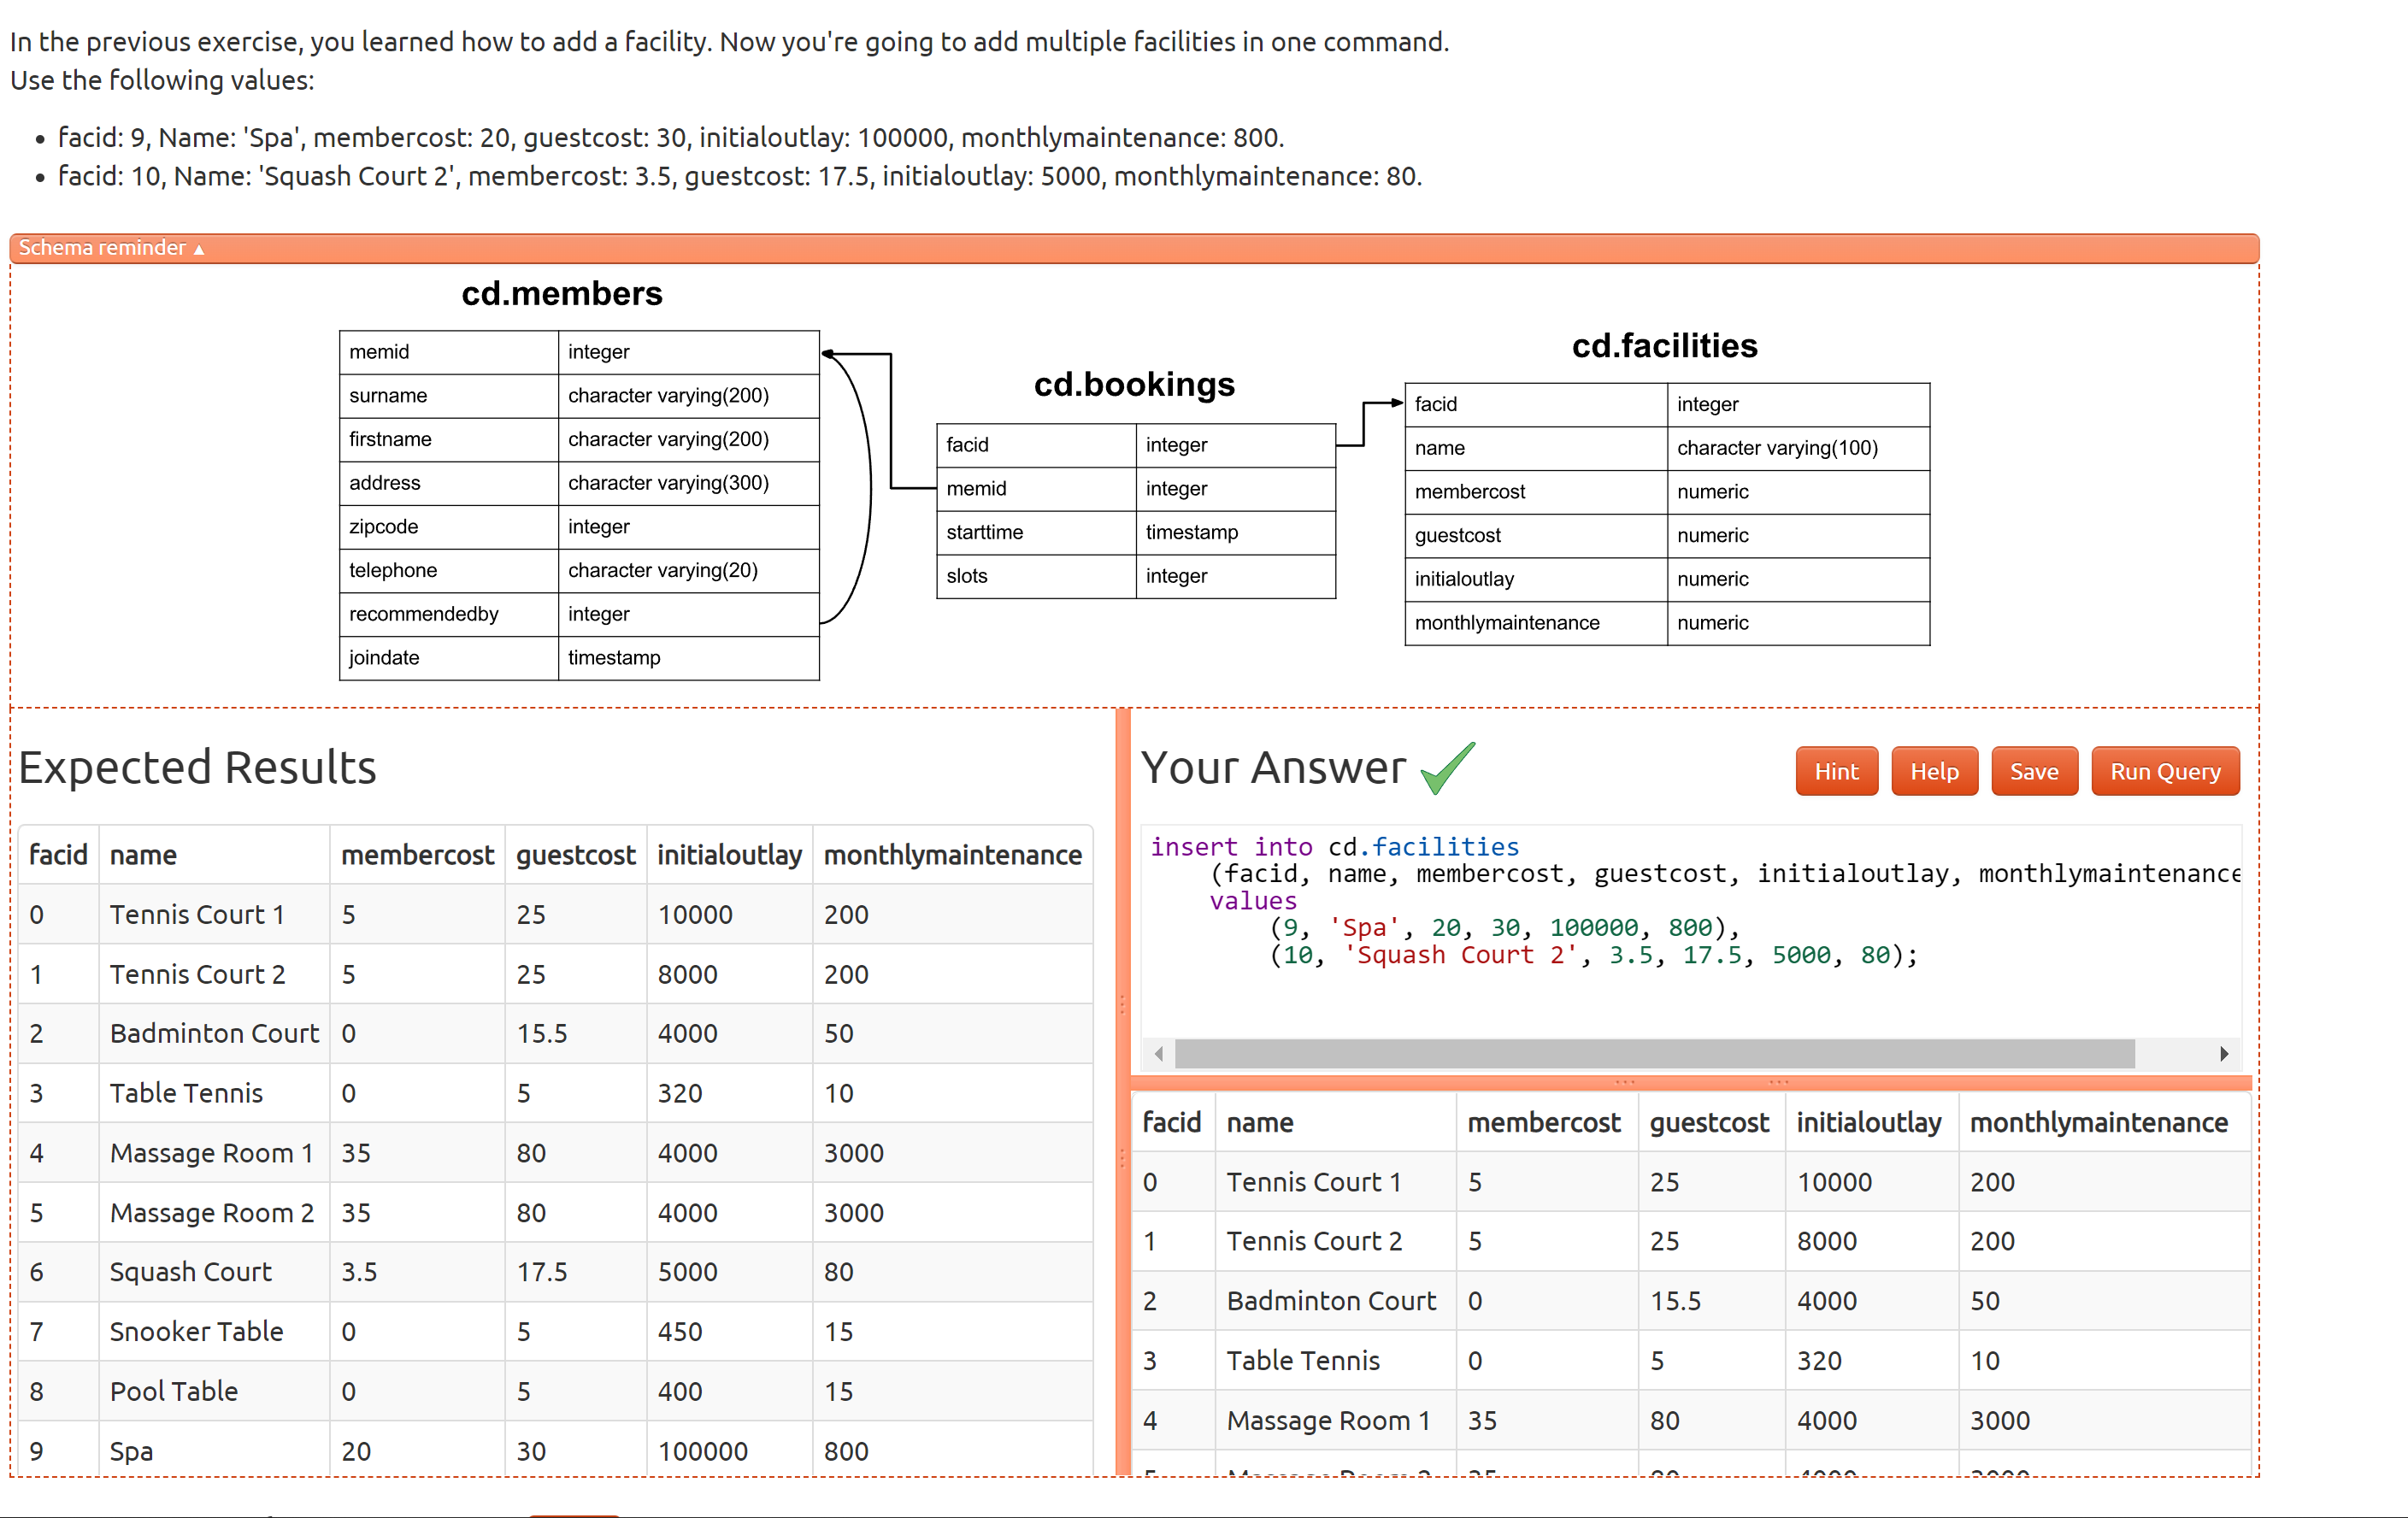 In the previous exercise, you learned how to add a facility. Now you're going to add multiple facilities in one command.
Use the following values:
• facid: 9, Name: 'Spa', membercost: 20, guestcost: 30, initialoutlay: 100000, monthlymaintenance: 800.
• facid: 10, Name: 'Squash Court 2', membercost: 3.5, guestcost: 17.5, initialoutlay: 5000, monthlymaintenance: 80.
Schema reminder ▲
cd.members
memid integer
surname character varying(200)
firstname character varying(200)
address character varying(300)
zipcode integer
telephone character varying(20)
recommendedby integer
joindate timestamp
cd.bookings
facid integer
memid integer
starttime timestamp
slots integer
cd.facilities
facid integer
name character varying(100)
membercost numeric
guestcost numeric
initialoutlay numeric
monthlymaintenance numeric
Expected Results
facid name membercost guestcost initialoutlay monthlymaintenance
0 Tennis Court 1 5 25 10000 200
1 Tennis Court 2 5 25 8000 200
2 Badminton Court 0 15.5 4000 50
3 Table Tennis 0 5 320 10
4 Massage Room 1 35 80 4000 3000
5 Massage Room 2 35 80 4000 3000
6 Squash Court 3.5 17.5 5000 80
7 Snooker Table 0 5 450 15
8 Pool Table 0 5 400 15
9 Spa 20 30 100000 800
Your Answer
Hint Help Save Run Query
insert into cd.facilities
(facid, name, membercost, guestcost, initialoutlay, monthlymaintenance
values
(9, 'Spa', 20, 30, 100000, 800),
(10, 'Squash Court 2', 3.5, 17.5, 5000, 80);
facid name membercost guestcost initialoutlay monthlymaintenance
0 Tennis Court 1 5 25 10000 200
1 Tennis Court 2 5 25 8000 200
2 Badminton Court 0 15.5 4000 50
3 Table Tennis 0 5 320 10
4 Massage Room 1 35 80 4000 3000